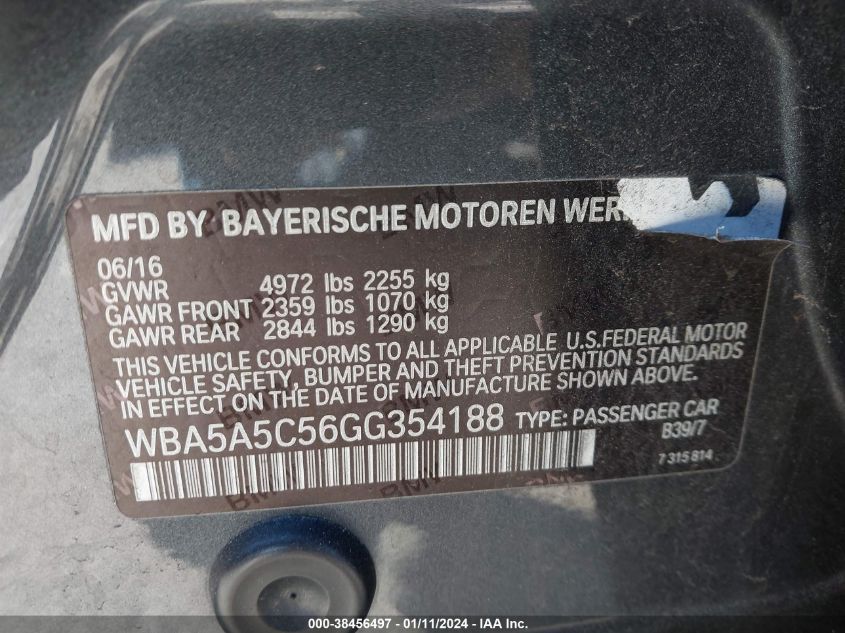 MFD BY BAYERISCHE MOTOREN
06/16
GVWR 4972 lbs 2255 kg
GAWR FRONT 2359 lbs 1070 kg
GAWR REAR 2844 lbs 1290 kg
THIS VEHICLE CONFORMS TO ALL APPLICABLE U.S.FEDERAL MOTOR
VEHICLE SAFETY, BUMPER AND THEFT PREVENTION STANDARDS
IN EFFECT ON THE DATE OF MANUFACTURE SHOWN ABOVE.
WBA5A5C56GG354188 TYPE: PASSENGER CAR
B39/7
7 315 814
000-38456497 - 01/11/2024 - IAA Inc.